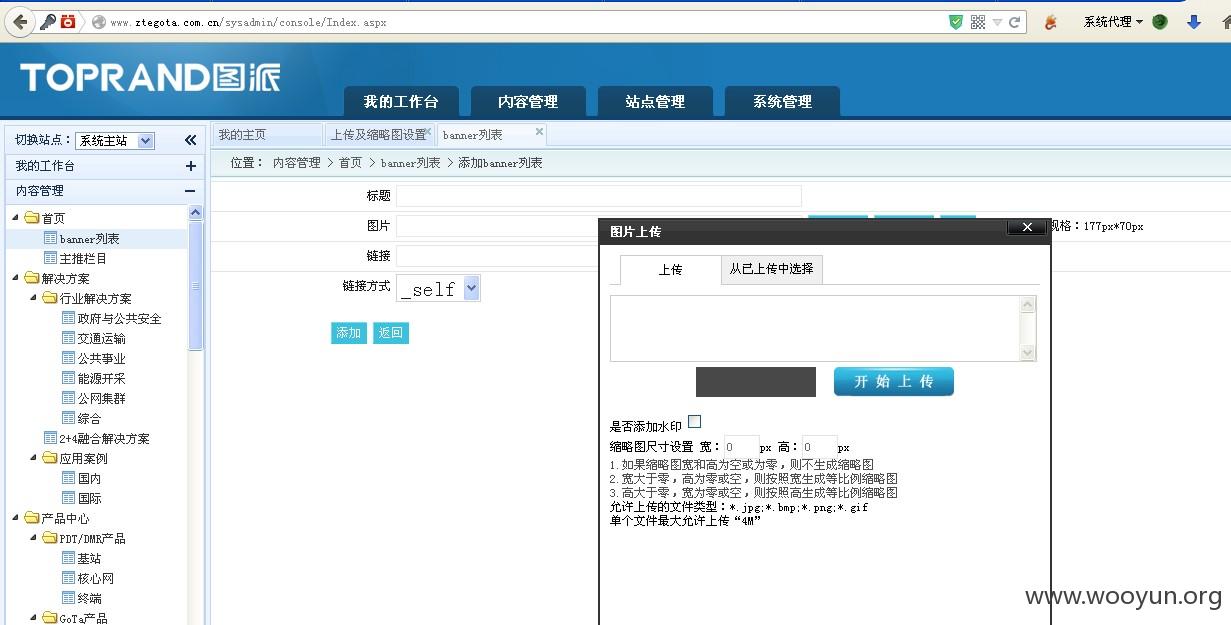 www.ztegota.com.cn/sysadmin/console/Index.aspx
系统代理
TOPRAND图派
我的工作台 内容管理 站点管理 系统管理
切换站点： 系统主站 «
我的主页 上传及缩略图设置 banner列表
我的工作台 +
位置： 内容管理 > 首页 > banner列表 > 添加banner列表
内容管理 −
首页
banner列表
主推栏目
解决方案
行业解决方案
政府与公共安全
交通运输
公共事业
能源开采
公网集群
综合
2+4融合解决方案
应用案例
国内
国际
产品中心
PDT/DMR产品
基站
核心网
终端
GoTa产品
标题
图片
规格：177px*70px
链接
链接方式 _self
添加 返回
图片上传
上传 从已上传中选择
开始上传
是否添加水印
缩略图尺寸设置 宽： 0 px 高： 0 px
1.如果缩略图宽和高为空或为零，则不生成缩略图
2.宽大于零，高为零或空，则按照宽生成等比例缩略图
3.高大于零，宽为零或空，则按照高生成等比例缩略图
允许上传的文件类型：*.jpg;*.bmp;*.png;*.gif
单个文件最大允许上传“4M”
www.wooyun.org